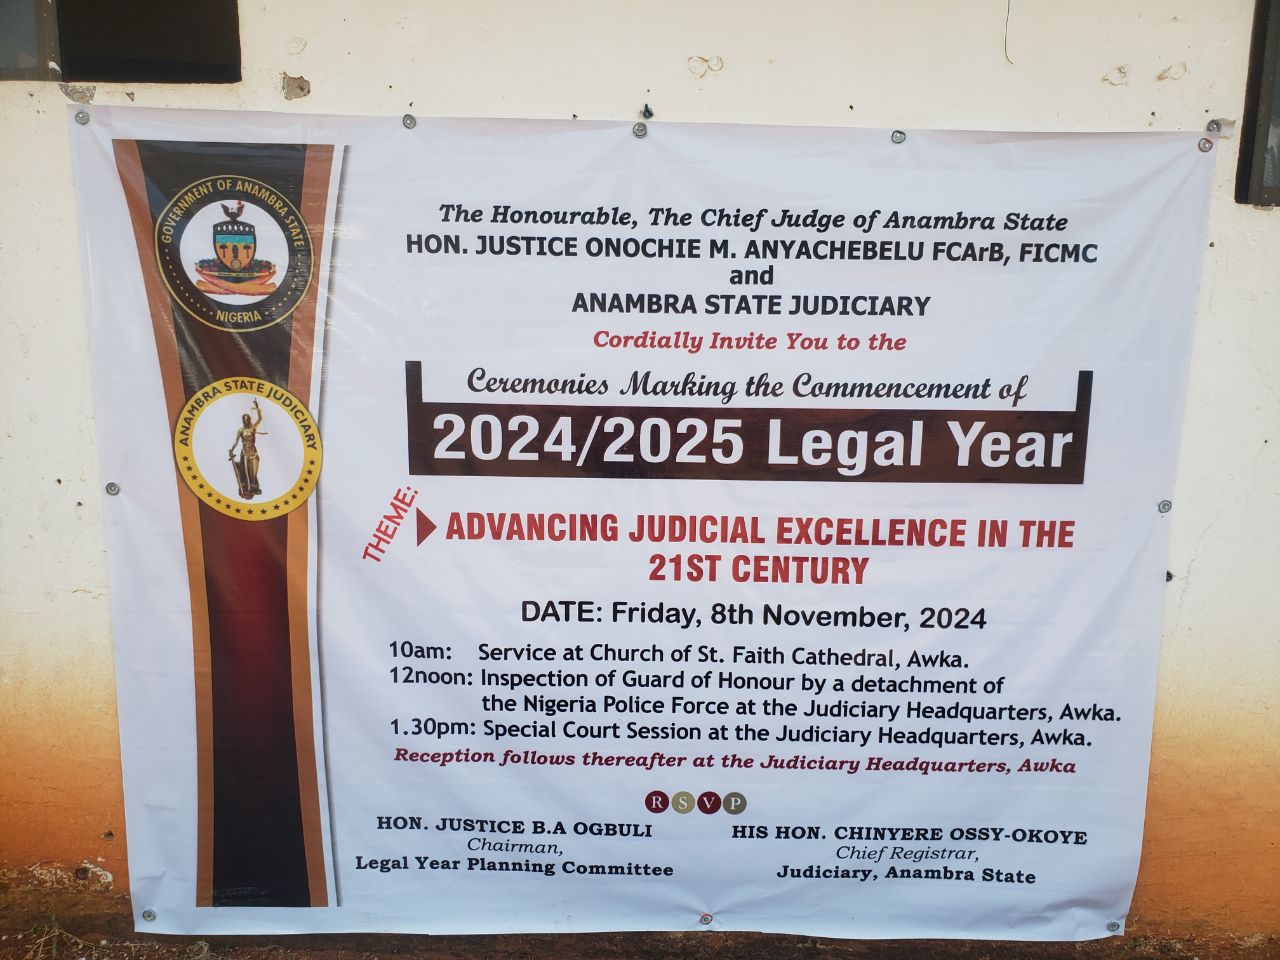 GOVERNMENT OF ANAMBRA STATE
NIGERIA
ANAMBRA STATE JUDICIARY
The Honourable, The Chief Judge of Anambra State
HON. JUSTICE ONOCHIE M. ANYACHEBELU FCArB, FICMC
and
ANAMBRA STATE JUDICIARY
Cordially Invite You to the
Ceremonies Marking the Commencement of
2024/2025 Legal Year
THEME:
ADVANCING JUDICIAL EXCELLENCE IN THE
21ST CENTURY
DATE: Friday, 8th November, 2024
10am: Service at Church of St. Faith Cathedral, Awka.
12noon: Inspection of Guard of Honour by a detachment of
the Nigeria Police Force at the Judiciary Headquarters, Awka.
1.30pm: Special Court Session at the Judiciary Headquarters, Awka.
Reception follows thereafter at the Judiciary Headquarters, Awka
RSVP
HON. JUSTICE B.A OGBULI
Chairman,
Legal Year Planning Committee
HIS HON. CHINYERE OSSY-OKOYE
Chief Registrar,
Judiciary, Anambra State